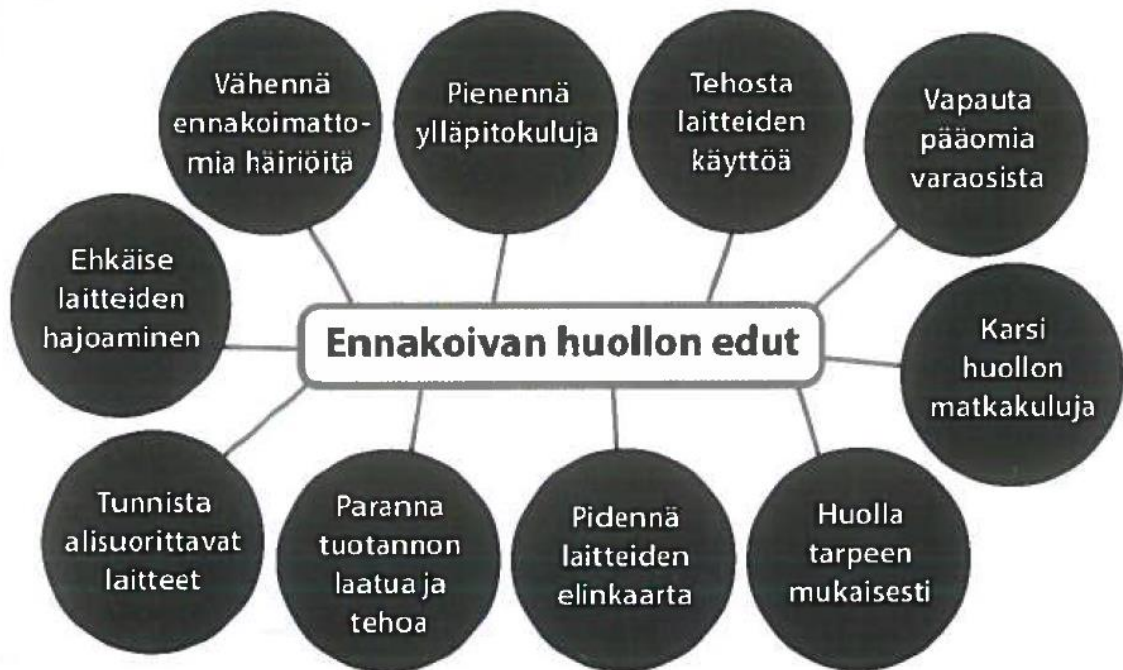 Vähennä
ennakoimatto-
mia häiriöitä
Pienennä
ylläpitokuluja
Tehosta
laitteiden
käyttöä
Vapauta
pääomia
varaosista
Ehkäise
laitteiden
hajoaminen
Ennakoivan huollon edut
Karsi
huollon
matkakuluja
Tunnista
alisuorittavat
laitteet
Paranna
tuotannon
laatua ja
tehoa
Pidennä
laitteiden
elinkaarta
Huolla
tarpeen
mukaisesti